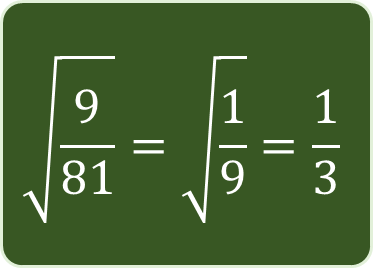 √(9/81) = √(1/9) = 1/3